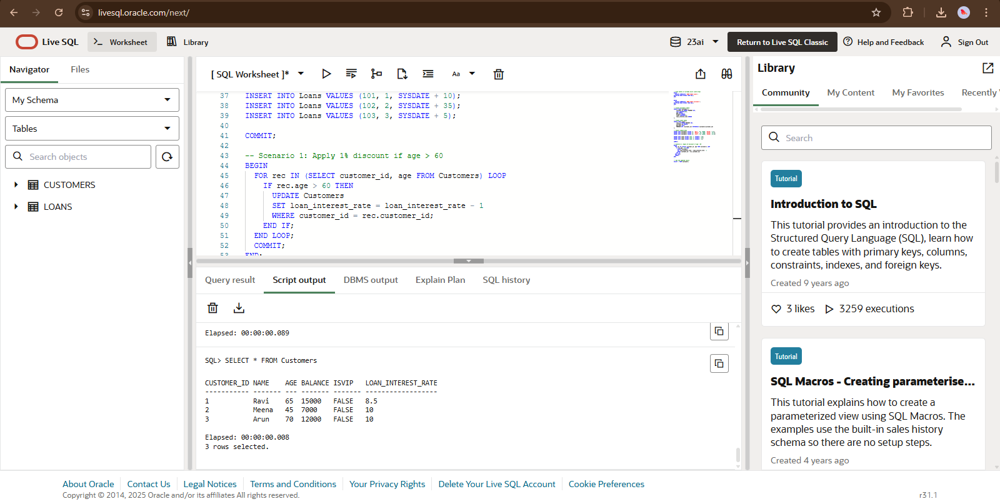 livesql.oracle.com/next/
Live SQL
Worksheet
Library
23ai
Return to Live SQL Classic
Help and Feedback
Sign Out
Navigator
Files
My Schema
Tables
Search objects
CUSTOMERS
LOANS
[ SQL Worksheet ]*
Aa
37 INSERT INTO Loans VALUES (101, 1, SYSDATE + 10);
38 INSERT INTO Loans VALUES (102, 2, SYSDATE + 35);
39 INSERT INTO Loans VALUES (103, 3, SYSDATE + 5);
40
41 COMMIT;
42
43 -- Scenario 1: Apply 1% discount if age > 60
44 BEGIN
45 FOR rec IN (SELECT customer_id, age FROM Customers) LOOP
46 IF rec.age > 60 THEN
47 UPDATE Customers
48 SET loan_interest_rate = loan_interest_rate - 1
49 WHERE customer_id = rec.customer_id;
50 END IF;
51 END LOOP;
52 COMMIT;
53 END;
Query result
Script output
DBMS output
Explain Plan
SQL history
Elapsed: 00:00:00.089
SQL> SELECT * FROM Customers
CUSTOMER_ID NAME    AGE BALANCE ISVIP   LOAN_INTEREST_RATE
----------- ------- --- ------- ------- ------------------
1           Ravi    65  15000   FALSE   8.5
2           Meena   45  7000    FALSE   10
3           Arun    70  12000   FALSE   10
Elapsed: 00:00:00.008
3 rows selected.
Library
Community
My Content
My Favorites
Recently
Search
Tutorial
Introduction to SQL
This tutorial provides an introduction to the
Structured Query Language (SQL), learn how
to create tables with primary keys, columns,
constraints, indexes, and foreign keys.
Created 9 years ago
3 likes
3259 executions
Tutorial
SQL Macros - Creating parameterise...
This tutorial explains how to create a
parameterized view using SQL Macros. The
examples use the built-in sales history
schema so there are no setup steps.
Created 4 years ago
About Oracle
Contact Us
Legal Notices
Terms and Conditions
Your Privacy Rights
Delete Your Live SQL Account
Cookie Preferences
Copyright © 2014, 2025 Oracle and/or its affiliates All rights reserved.
r31.1